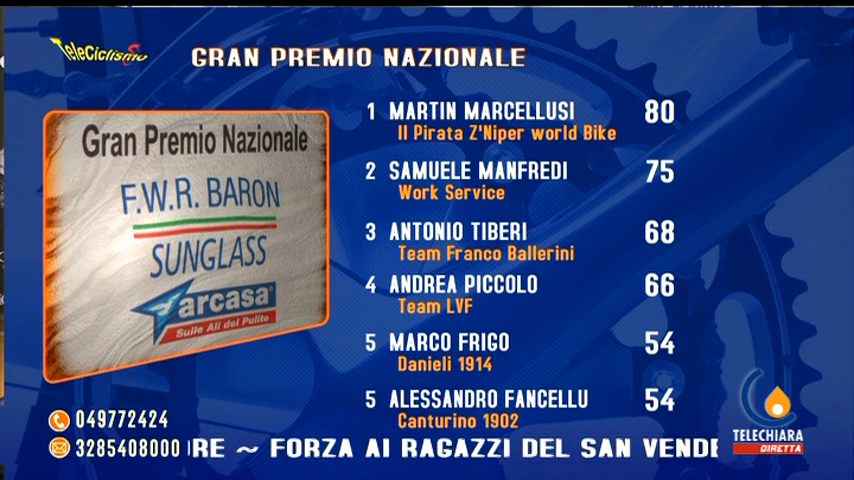 TeleCiclismo
GRAN PREMIO NAZIONALE
Gran Premio Nazionale
F.W.R. BARON
SUNGLASS
arcasa®
Sulle Ali del Pulito
1 MARTIN MARCELLUSI 80
Il Pirata Z'Niper world Bike
2 SAMUELE MANFREDI 75
Work Service
3 ANTONIO TIBERI 68
Team Franco Ballerini
4 ANDREA PICCOLO 66
Team LVF
5 MARCO FRIGO 54
Danieli 1914
5 ALESSANDRO FANCELLU 54
Canturino 1902
049772424
3285408000
ORE ~ FORZA AI RAGAZZI DEL SAN VENDE
TELECHIARA
DIRETTA